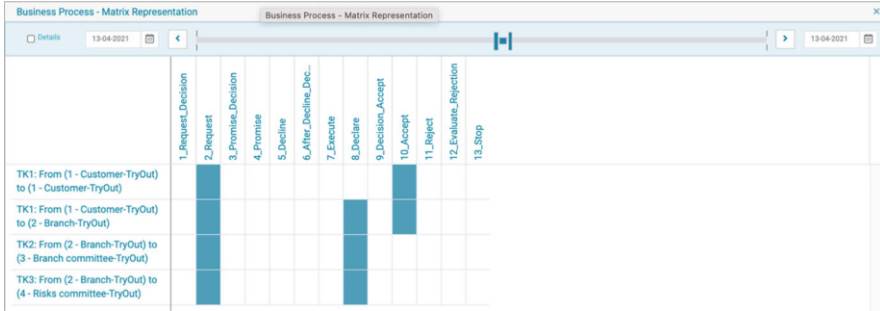 Business Process - Matrix Representation
Business Process - Matrix Representation
×
Details
13-04-2021
13-04-2021
1_Request_Decision
2_Request
3_Promise_Decision
4_Promise
5_Decline
6_After_Decline_Dec...
7_Execute
8_Declare
9_Decision_Accept
10_Accept
11_Reject
12_Evaluate_Rejection
13_Stop
TK1: From (1 - Customer-TryOut)
to (1 - Customer-TryOut)
TK1: From (1 - Customer-TryOut)
to (2 - Branch-TryOut)
TK2: From (2 - Branch-TryOut) to
(3 - Branch committee-TryOut)
TK3: From (2 - Branch-TryOut) to
(4 - Risks committee-TryOut)